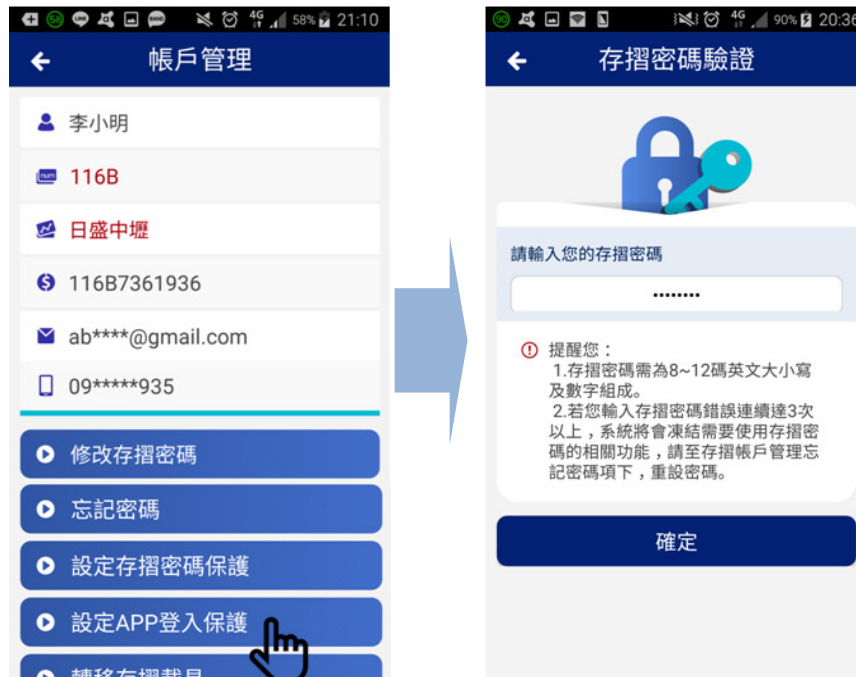 58% 21:10
帳戶管理
李小明
116B
日盛中壢
116B7361936
ab****@gmail.com
09*****935
修改存摺密碼
忘記密碼
設定存摺密碼保護
設定APP登入保護
轉移存摺載具
90% 20:36
存摺密碼驗證
請輸入您的存摺密碼
••••••••
提醒您：
1.存摺密碼需為8~12碼英文大小寫
及數字組成。
2.若您輸入存摺密碼錯誤連續達3次
以上，系統將會凍結需要使用存摺密
碼的相關功能，請至存摺帳戶管理忘
記密碼項下，重設密碼。
確定